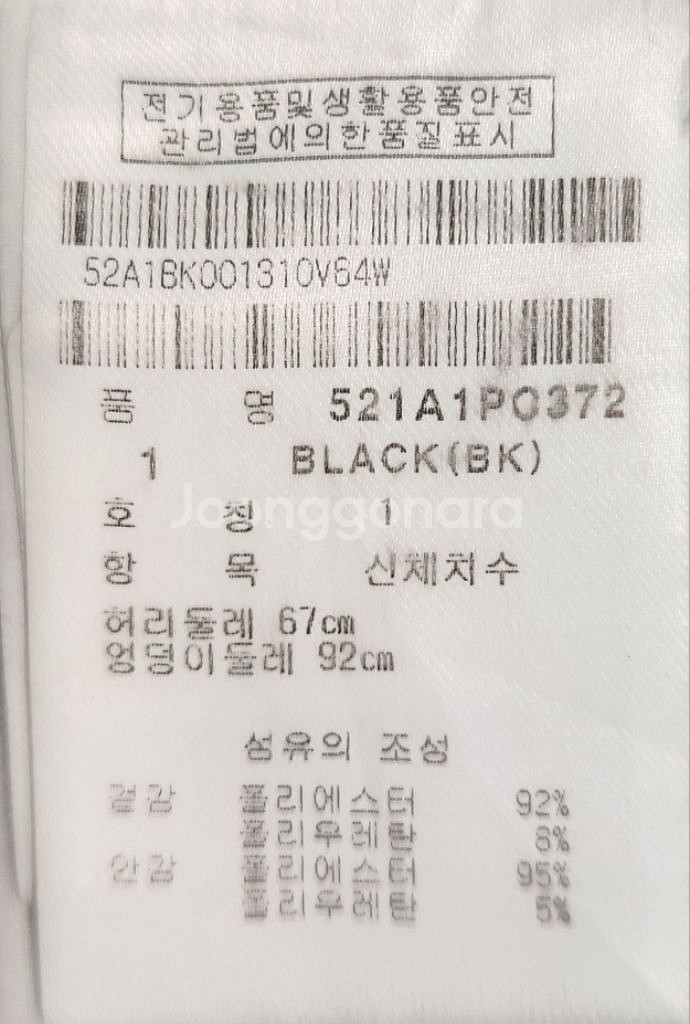 전기용품및생활용품안전
관리법에의한품질표시
52A1BK001310V64W
품 명 521A1PO372
1 BLACK(BK)
Joonggonara
호 칭 1
항 목 신체치수
허리둘레 67cm
엉덩이둘레 92cm
섬유의 조성
겉감 폴리에스터 92%
폴리우레탄 8%
안감 폴리에스터 95%
폴리우레탄 5%